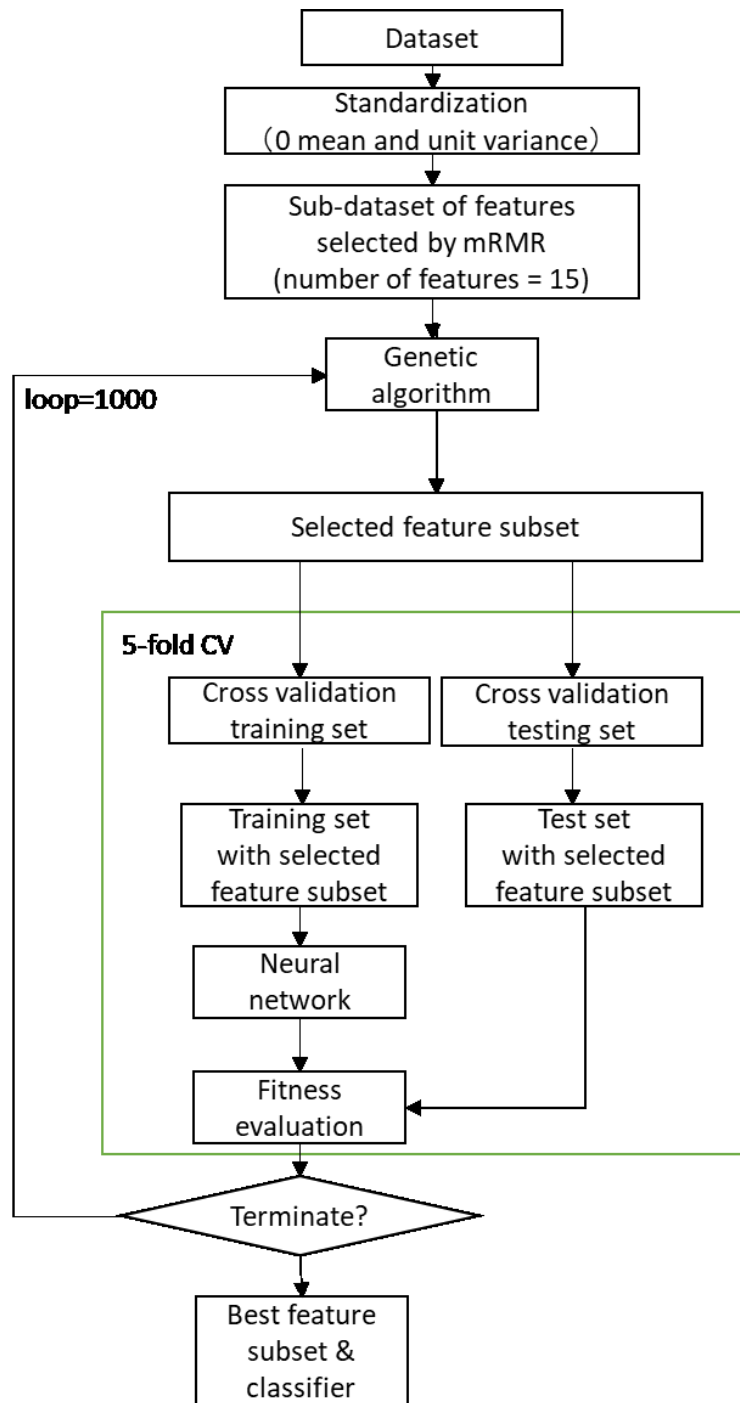 Dataset
Standardization
（0 mean and unit variance）
Sub-dataset of features
selected by mRMR
(number of features = 15)
Genetic
algorithm
loop=1000
Selected feature subset
5-fold CV
Cross validation
training set
Cross validation
testing set
Training set
with selected
feature subset
Test set
with selected
feature subset
Neural
network
Fitness
evaluation
Terminate?
Best feature
subset &
classifier